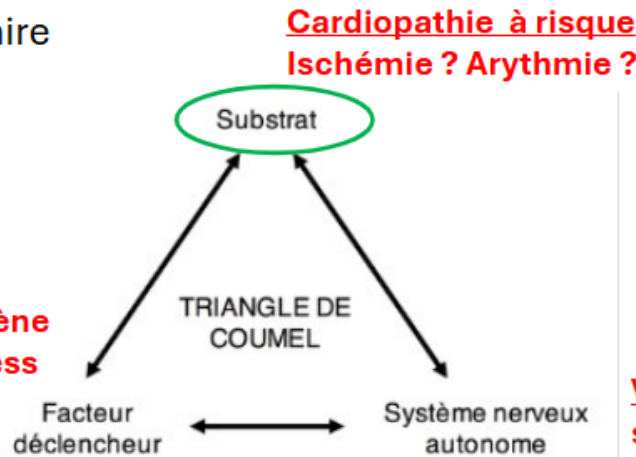 Cardiopathie à risque
Ischémie ? Arythmie ?
Substrat
TRIANGLE DE
COUMEL
Facteur
déclencheur
Système nerveux
autonome